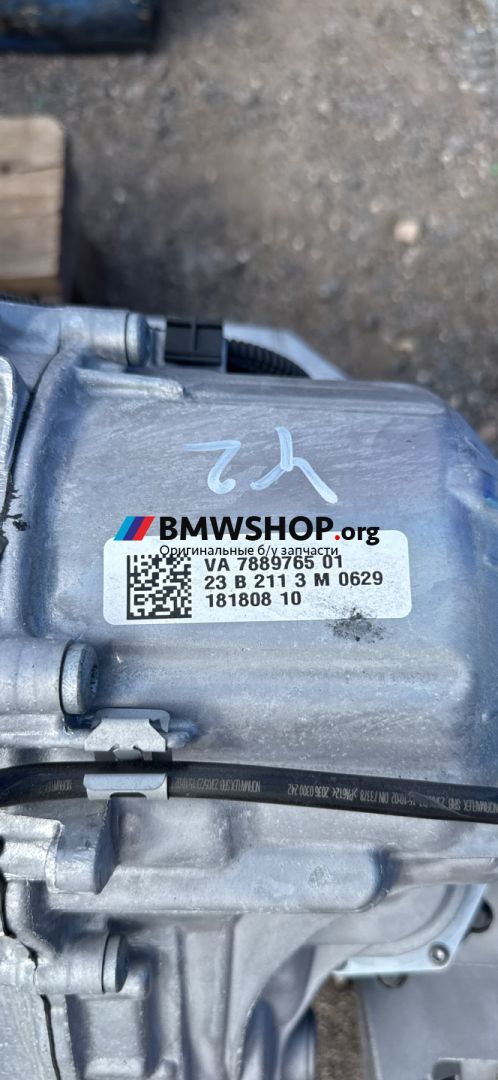 Y2
BMWSHOP.org
Оригинальные б/у запчасти
VA 7889765 01
23 B 211 3 M 0629
181808 10